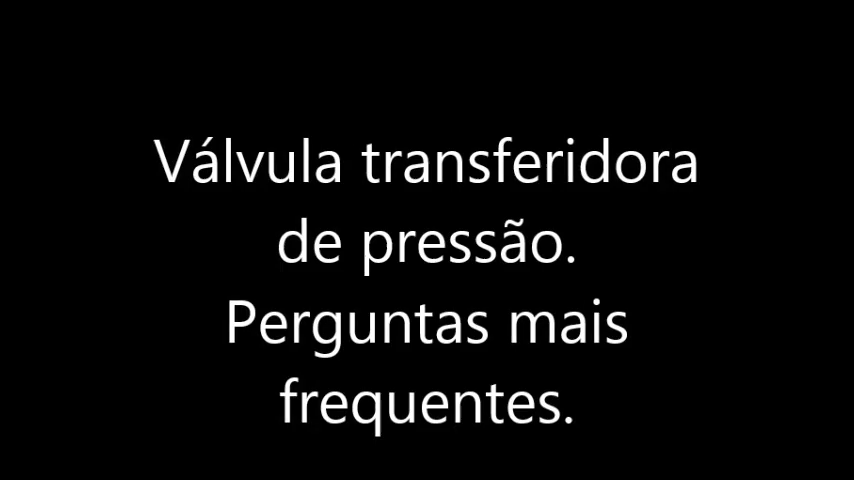 Válvula transferidora
de pressão.
Perguntas mais
frequentes.